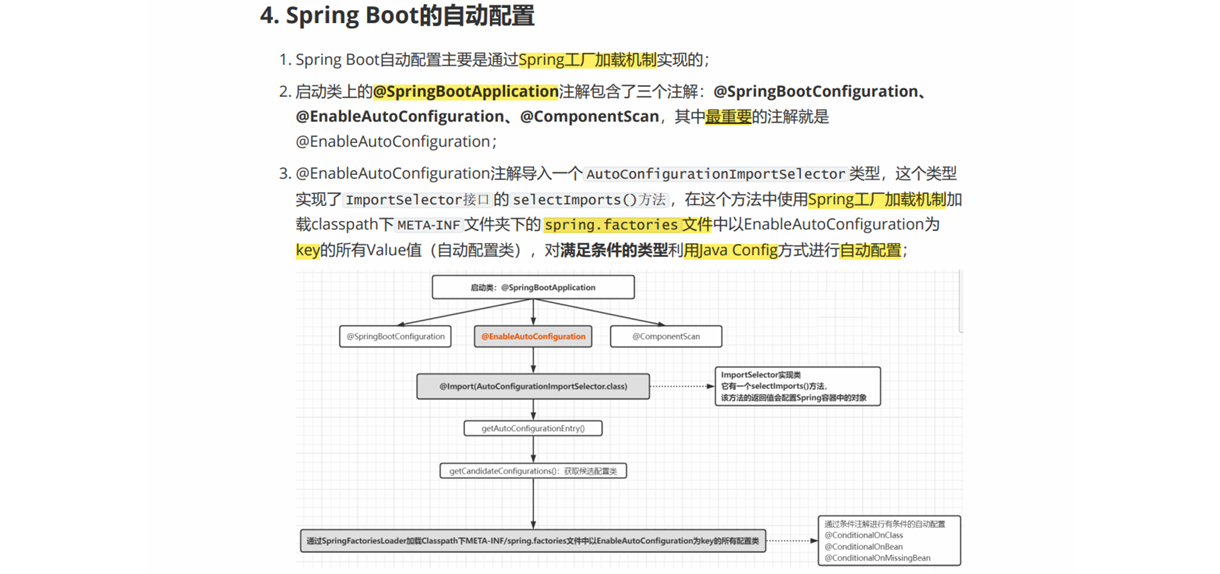 4. Spring Boot的自动配置
1. Spring Boot自动配置主要是通过Spring工厂加载机制实现的；
2. 启动类上的@SpringBootApplication注解包含了三个注解：@SpringBootConfiguration、
@EnableAutoConfiguration、@ComponentScan，其中最重要的注解就是
@EnableAutoConfiguration；
3. @EnableAutoConfiguration注解导入一个 AutoConfigurationImportSelector 类型，这个类型
实现了 ImportSelector接口 的 selectImports()方法 ，在这个方法中使用Spring工厂加载机制加
载classpath下 META-INF 文件夹下的 spring.factories 文件中以EnableAutoConfiguration为
key的所有Value值（自动配置类），对满足条件的类型利用Java Config方式进行自动配置；
启动类：@SpringBootApplication
@SpringBootConfiguration
@EnableAutoConfiguration
@ComponentScan
@Import(AutoConfigurationImportSelector.class)
ImportSelector实现类
它有一个selectImports()方法，
该方法的返回值会配置Spring容器中的对象
getAutoConfigurationEntry()
getCandidateConfigurations()：获取候选配置类
通过SpringFactoriesLoader加载Classpath下META-INF/spring.factories文件中以EnableAutoConfiguration为key的所有配置类
通过条件注解进行有条件的自动配置
@ConditionalOnClass
@ConditionalOnBean
@ConditionalOnMissingBean